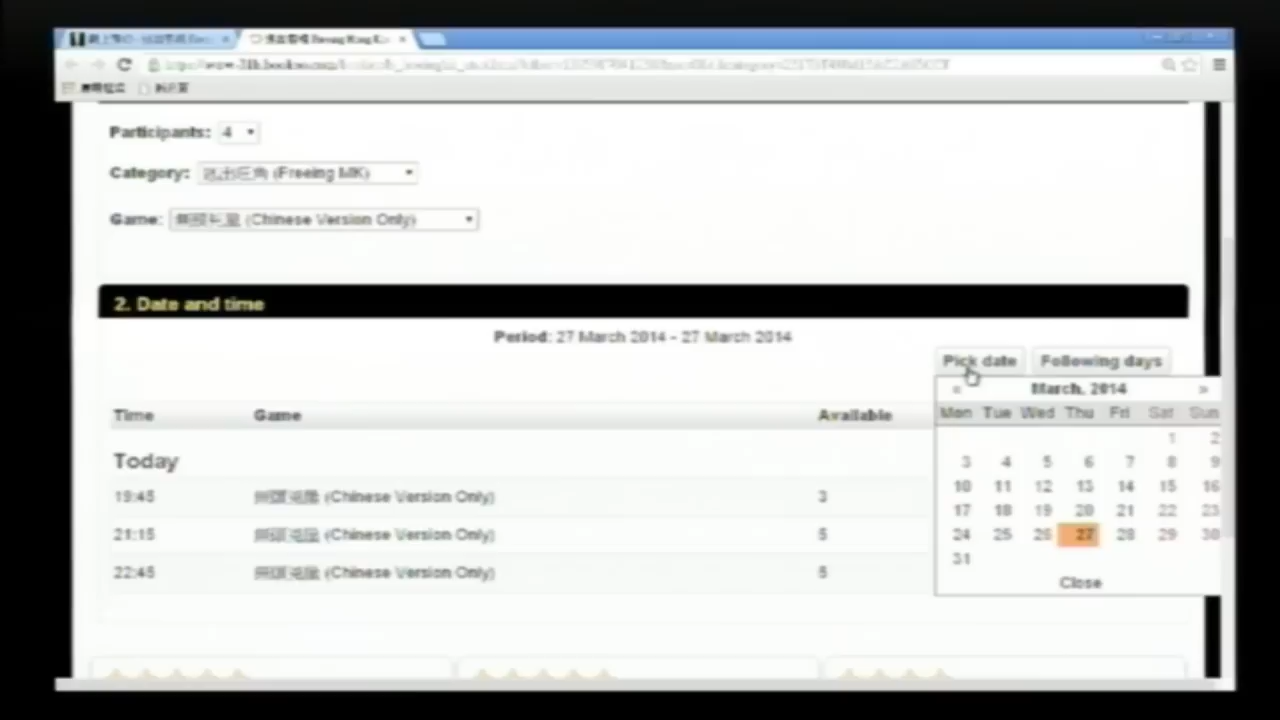 Participants: 4
Category: 逃出旺角 (Freeing MK)
Game: (Chinese Version Only)
2. Date and time
Period: 27 March 2014 - 27 March 2014
Pick date Following days
« March, 2014 »
Mon Tue Wed Thu Fri Sat Sun
1 2
3 4 5 6 7 8 9
10 11 12 13 14 15 16
17 18 19 20 21 22 23
24 25 26 27 28 29 30
31
Close
Time Game Available
Today
19:45 (Chinese Version Only) 3
21:15 (Chinese Version Only) 5
22:45 (Chinese Version Only) 5